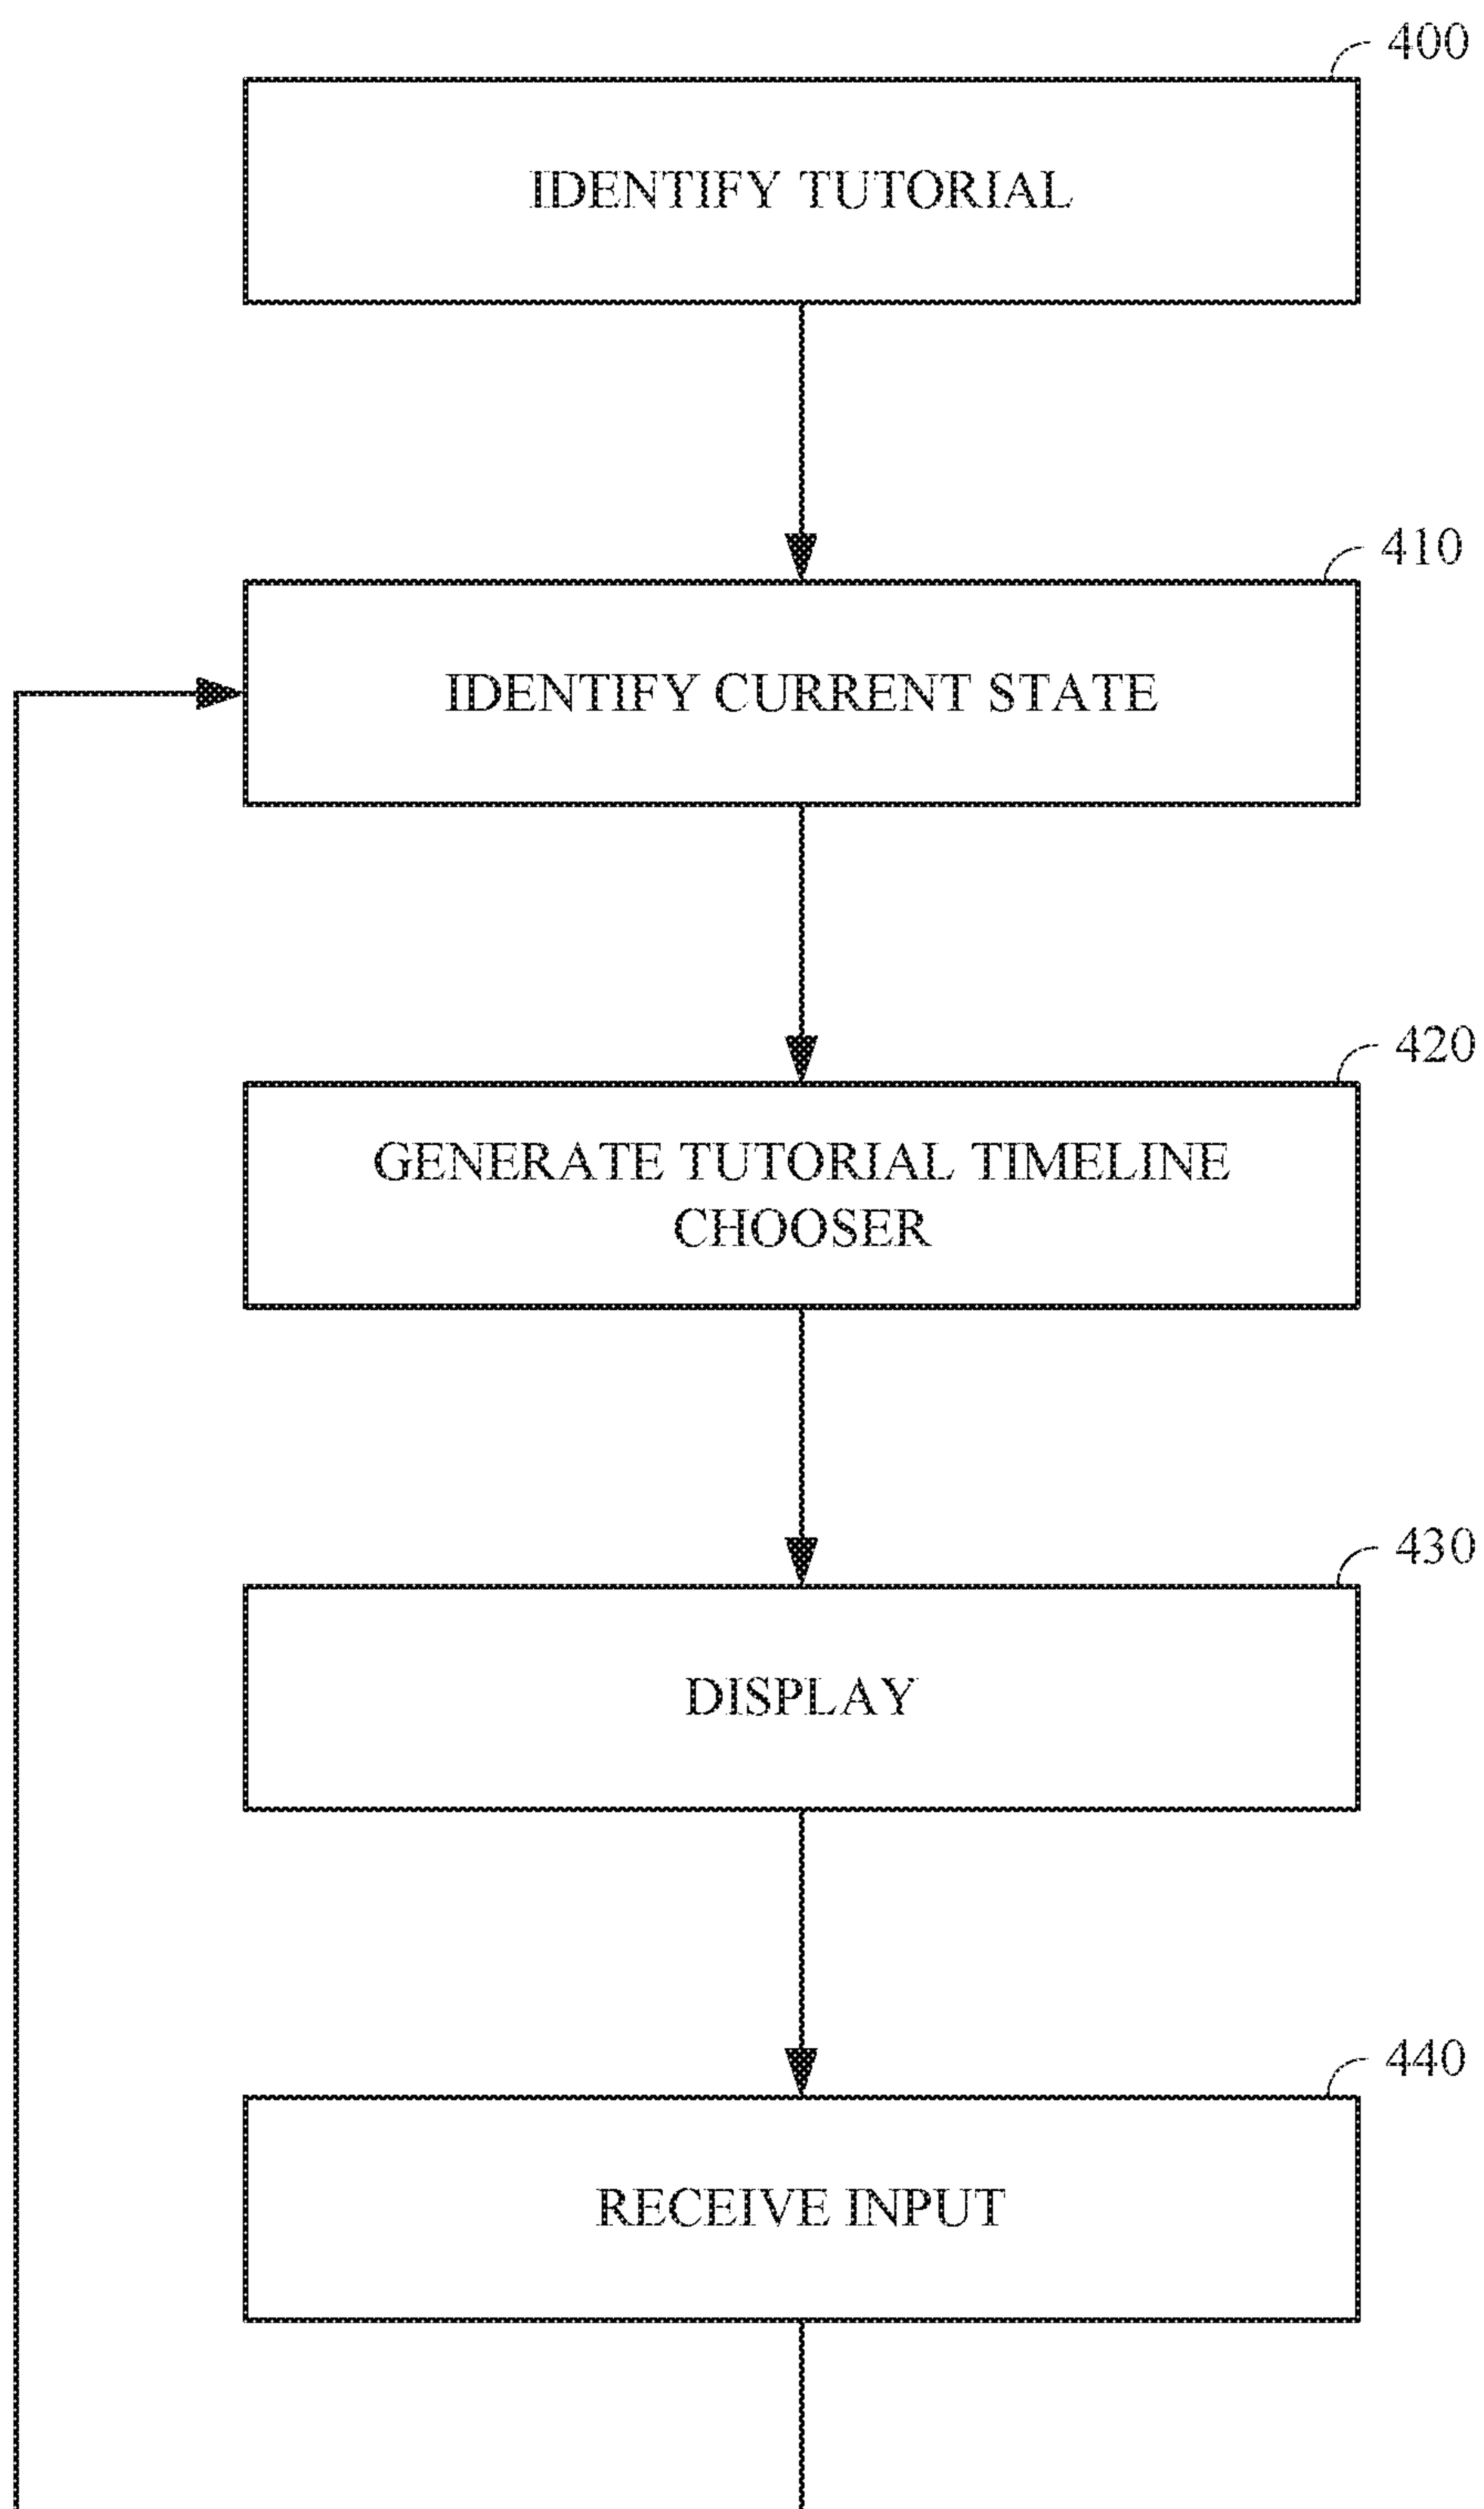 400
IDENTIFY TUTORIAL
410
IDENTIFY CURRENT STATE
420
GENERATE TUTORIAL TIMELINE
CHOOSER
430
DISPLAY
440
RECEIVE INPUT